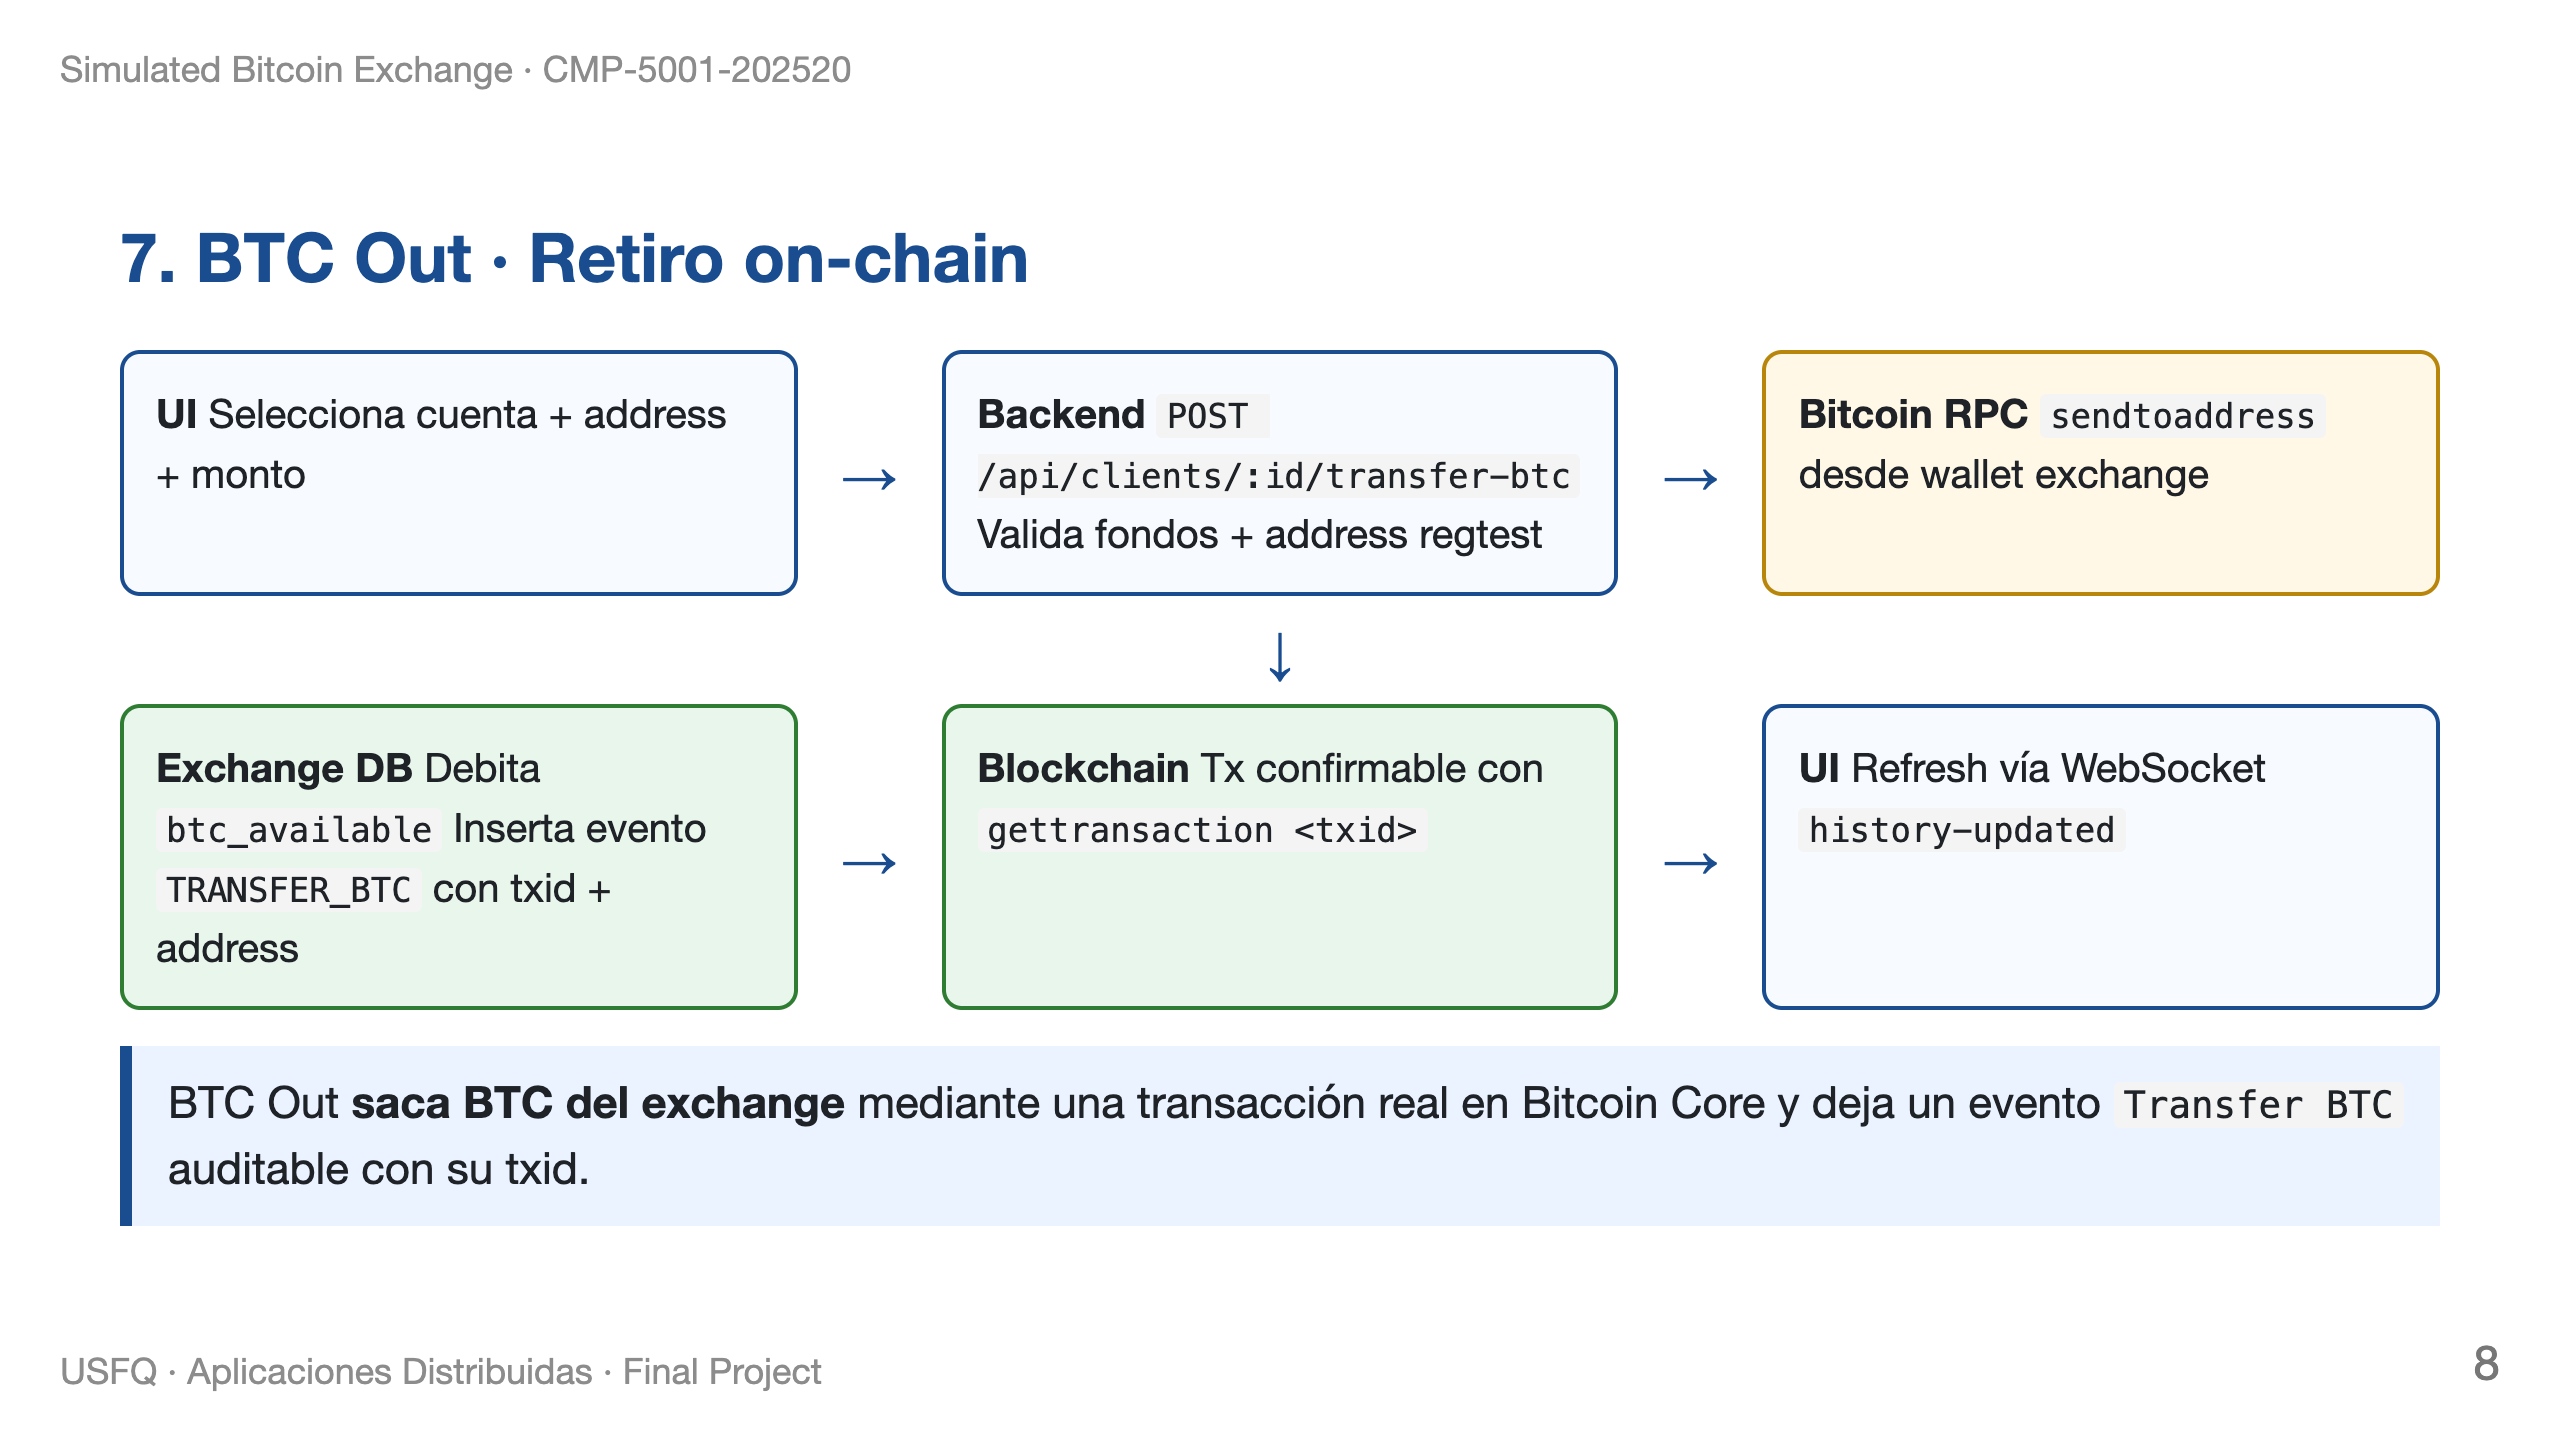 Simulated Bitcoin Exchange · CMP-5001-202520
7. BTC Out · Retiro on-chain
UI Selecciona cuenta + address
+ monto
→
Backend POST
/api/clients/:id/transfer-btc
Valida fondos + address regtest
→
Bitcoin RPC sendtoaddress
desde wallet exchange
↓
Exchange DB Debita
btc_available Inserta evento
TRANSFER_BTC con txid +
address
→
Blockchain Tx confirmable con
gettransaction <txid>
→
UI Refresh vía WebSocket
history-updated
BTC Out saca BTC del exchange mediante una transacción real en Bitcoin Core y deja un evento Transfer BTC
auditable con su txid.
USFQ · Aplicaciones Distribuidas · Final Project
8